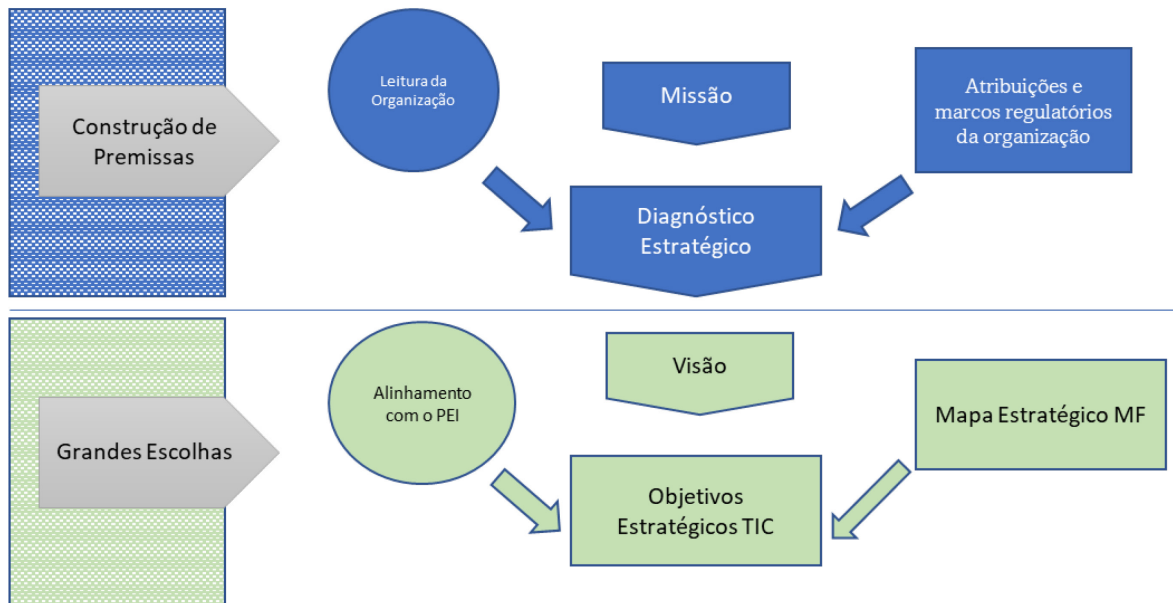 Construção de
Premissas
Leitura da
Organização
Missão
Atribuições e
marcos regulatórios
da organização
Diagnóstico
Estratégico
Grandes Escolhas
Alinhamento
com o PEI
Visão
Mapa Estratégico MF
Objetivos
Estratégicos TIC